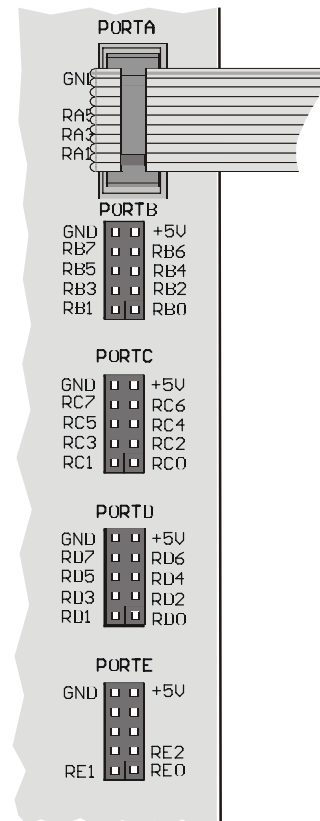 PORTA
GND
RA5
RA3
RA1
PORTB
GND +5V
RB7 RB6
RB5 RB4
RB3 RB2
RB1 RB0
PORTC
GND +5V
RC7 RC6
RC5 RC4
RC3 RC2
RC1 RC0
PORTD
GND +5V
RD7 RD6
RD5 RD4
RD3 RD2
RD1 RD0
PORTE
GND +5V
RE2
RE1 RE0